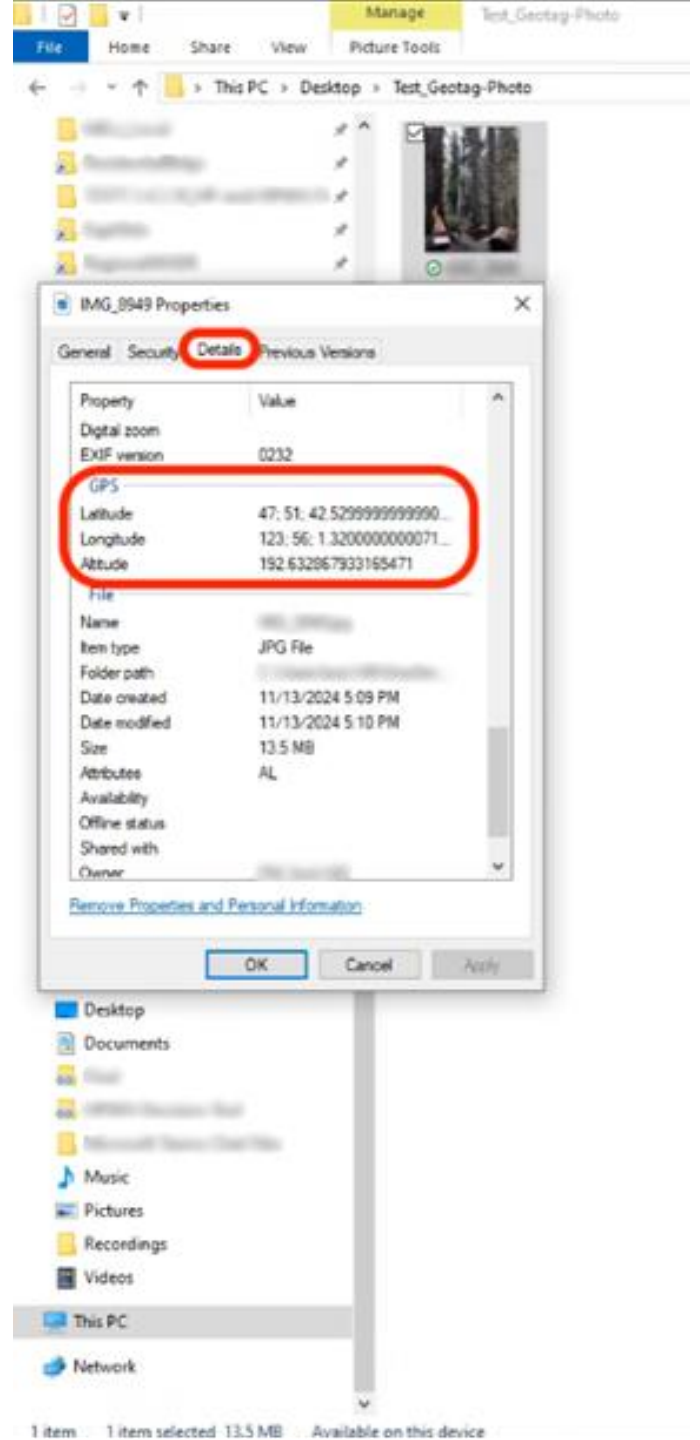 Manage Test_Geotag-Photo
File Home Share View Picture Tools
This PC > Desktop > Test_Geotag-Photo
IMG_8949 Properties
General Security Details Previous Versions
Property Value
Digital zoom
EXIF version 0232
GPS
Latitude 47; 51; 42.5299999999990...
Longitude 123; 56; 1.3200000000071...
Altitude 192.632867933165471
File
Name
Item type JPG File
Folder path
Date created 11/13/2024 5:09 PM
Date modified 11/13/2024 5:10 PM
Size 13.5 MB
Attributes AL
Availability
Offline status
Shared with
Owner
Remove Properties and Personal Information
OK Cancel Apply
Desktop
Documents
Music
Pictures
Recordings
Videos
This PC
Network
1 item 1 item selected 13.5 MB Available on this device